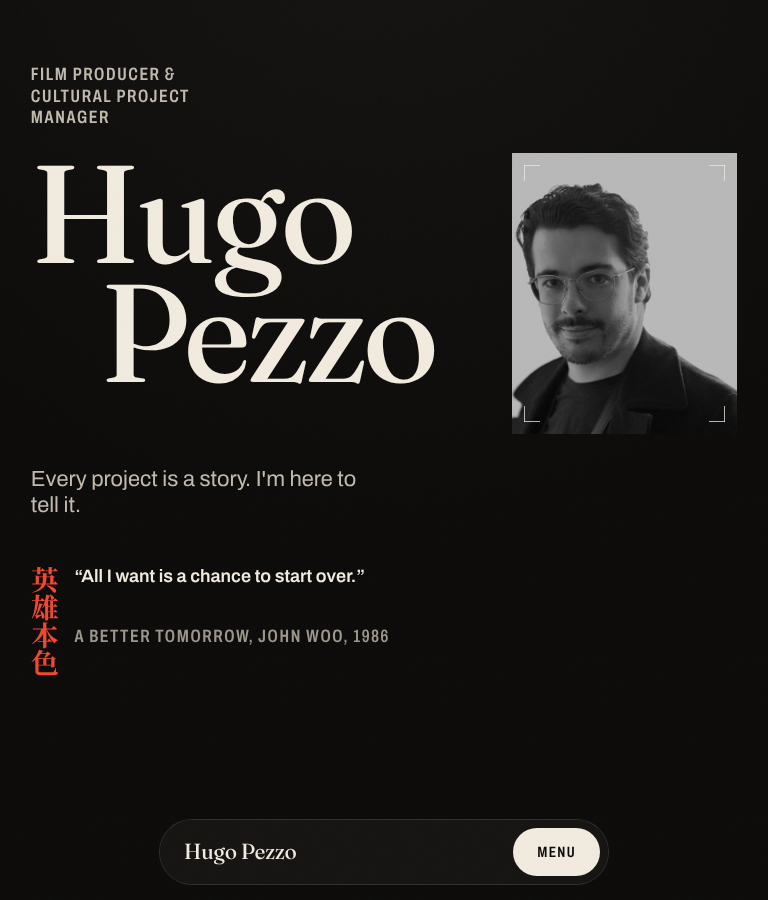 FILM PRODUCER &
CULTURAL PROJECT
MANAGER
Hugo
Pezzo
Every project is a story. I'm here to
tell it.
英雄本色
“All I want is a chance to start over.”
A BETTER TOMORROW, JOHN WOO, 1986
Hugo Pezzo
MENU